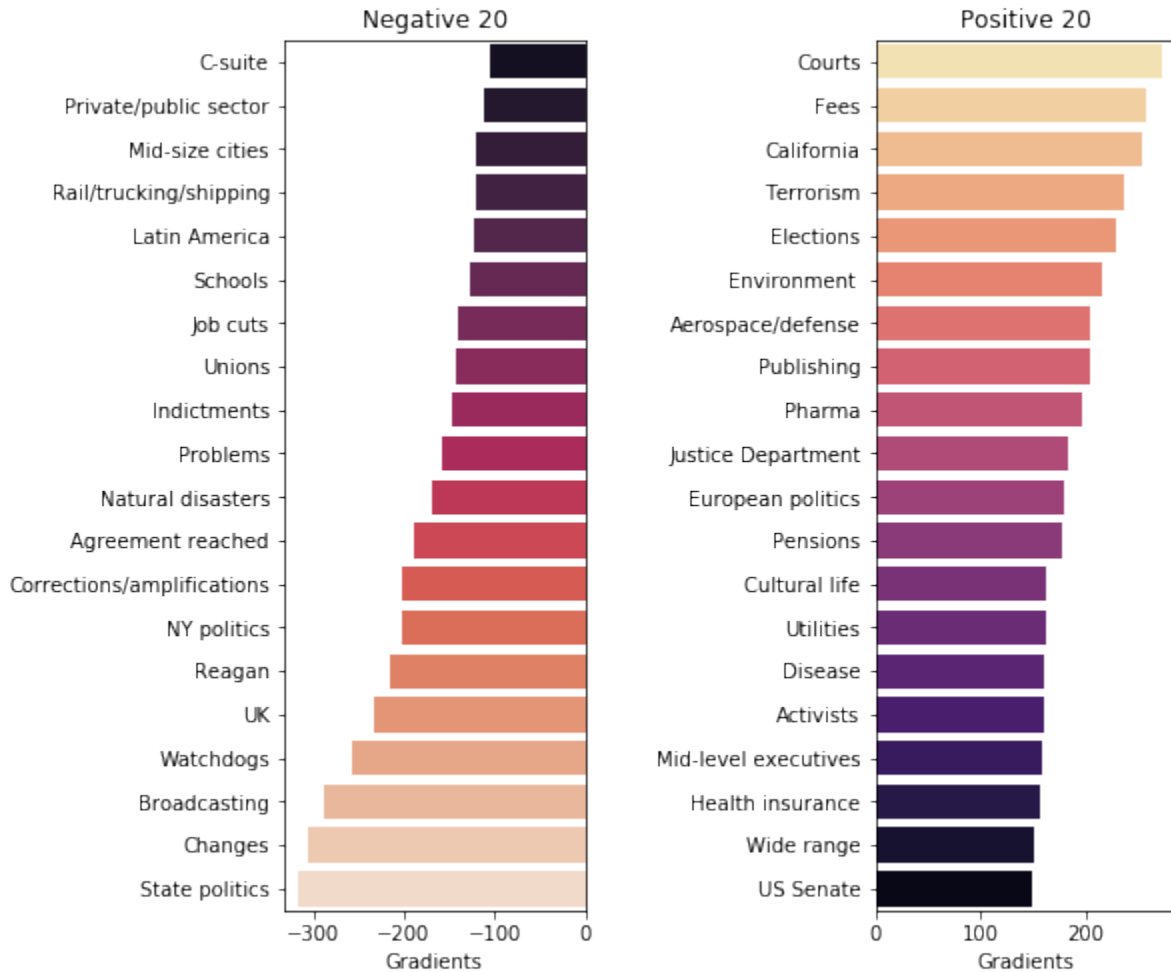 Negative 20
C-suite
Private/public sector
Mid-size cities
Rail/trucking/shipping
Latin America
Schools
Job cuts
Unions
Indictments
Problems
Natural disasters
Agreement reached
Corrections/amplifications
NY politics
Reagan
UK
Watchdogs
Broadcasting
Changes
State politics
−300 −200 −100 0
Gradients
Positive 20
Courts
Fees
California
Terrorism
Elections
Environment
Aerospace/defense
Publishing
Pharma
Justice Department
European politics
Pensions
Cultural life
Utilities
Disease
Activists
Mid-level executives
Health insurance
Wide range
US Senate
0 100 200
Gradients